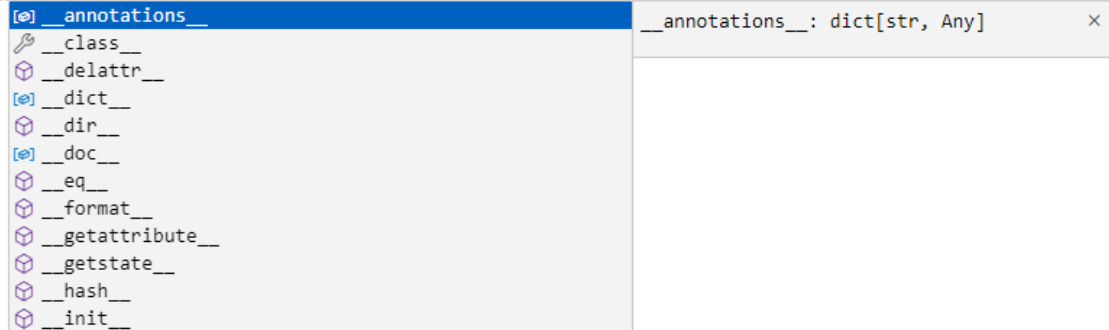 __annotations__
__annotations__: dict[str, Any]
__class__
__delattr__
__dict__
__dir__
__doc__
__eq__
__format__
__getattribute__
__getstate__
__hash__
__init__